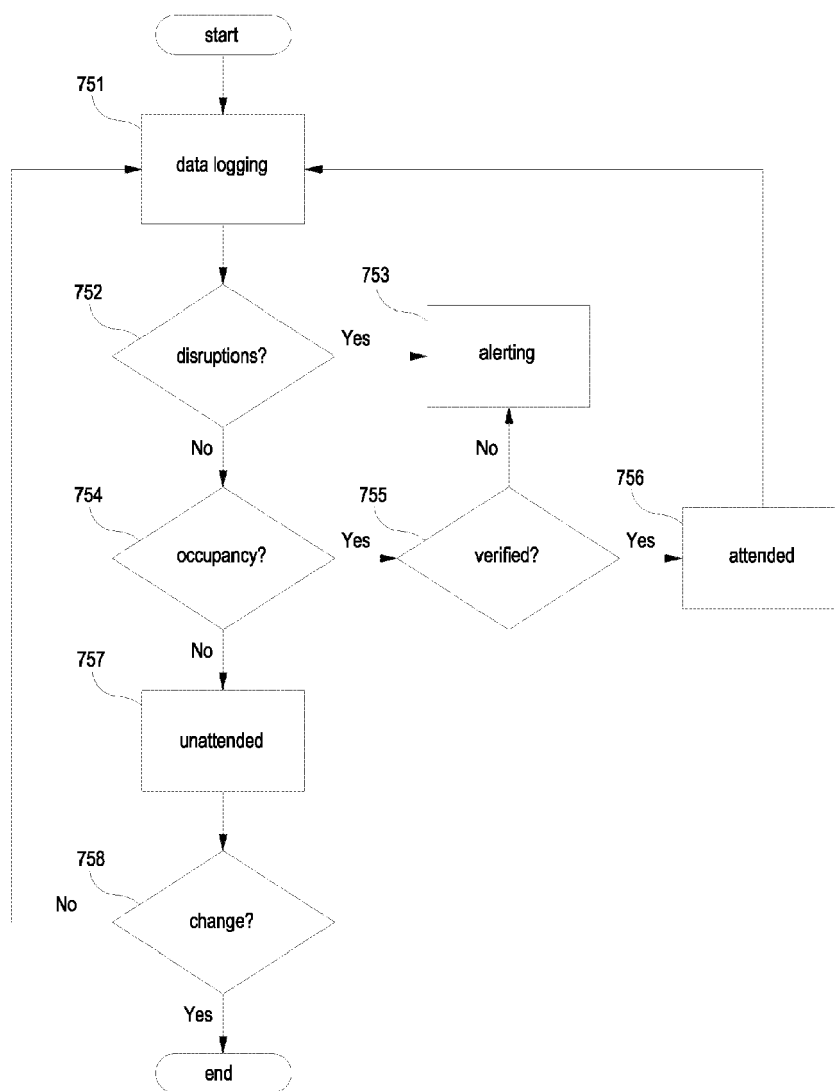 start
751
data logging
752
disruptions?
Yes
753
alerting
No
No
754
occupancy?
Yes
755
verified?
Yes
756
attended
No
757
unattended
758
No
change?
Yes
end